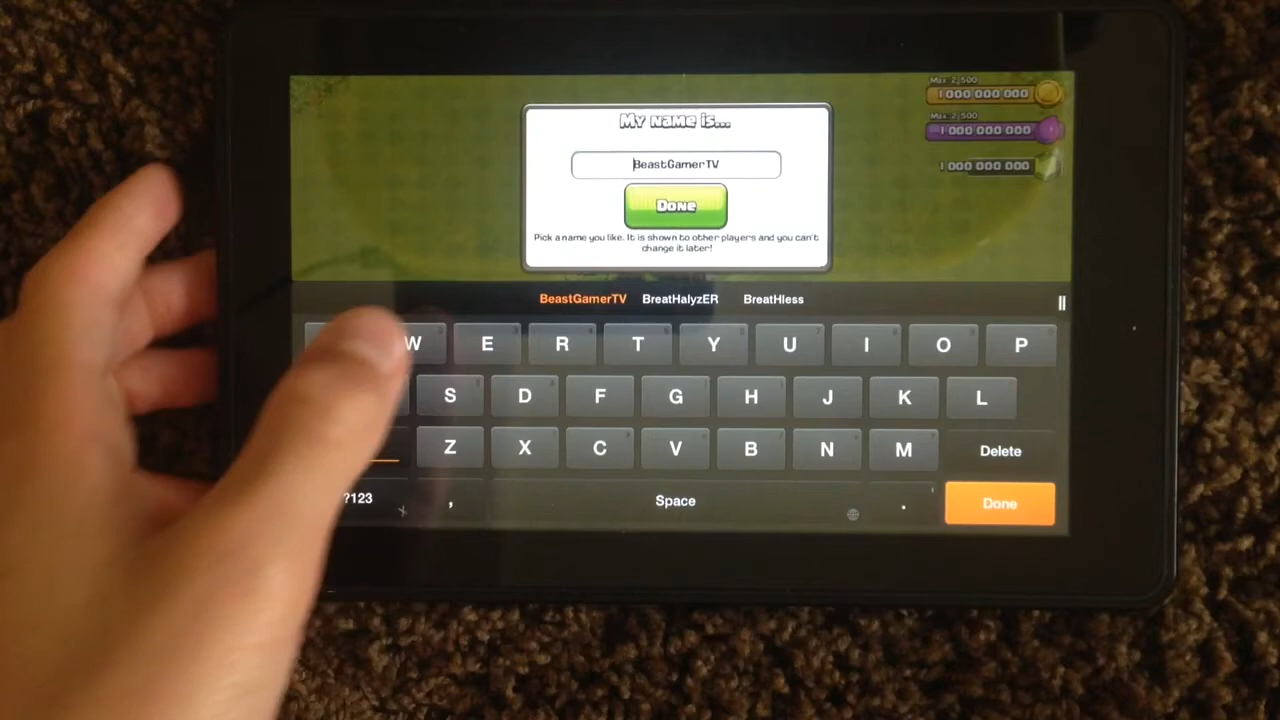 Max: 2 500
1 000 000 000
Max: 2 500
1 000 000 000
1 000 000 000
My name is...
BeastGamerTV
Done
Pick a name you like. It is shown to other players and you can't
change it later!
BeastGamerTV BreatHalyzER BreatHless
W E R T Y U I O P
S D F G H J K L
Z X C V B N M Delete
?123 , Space . Done